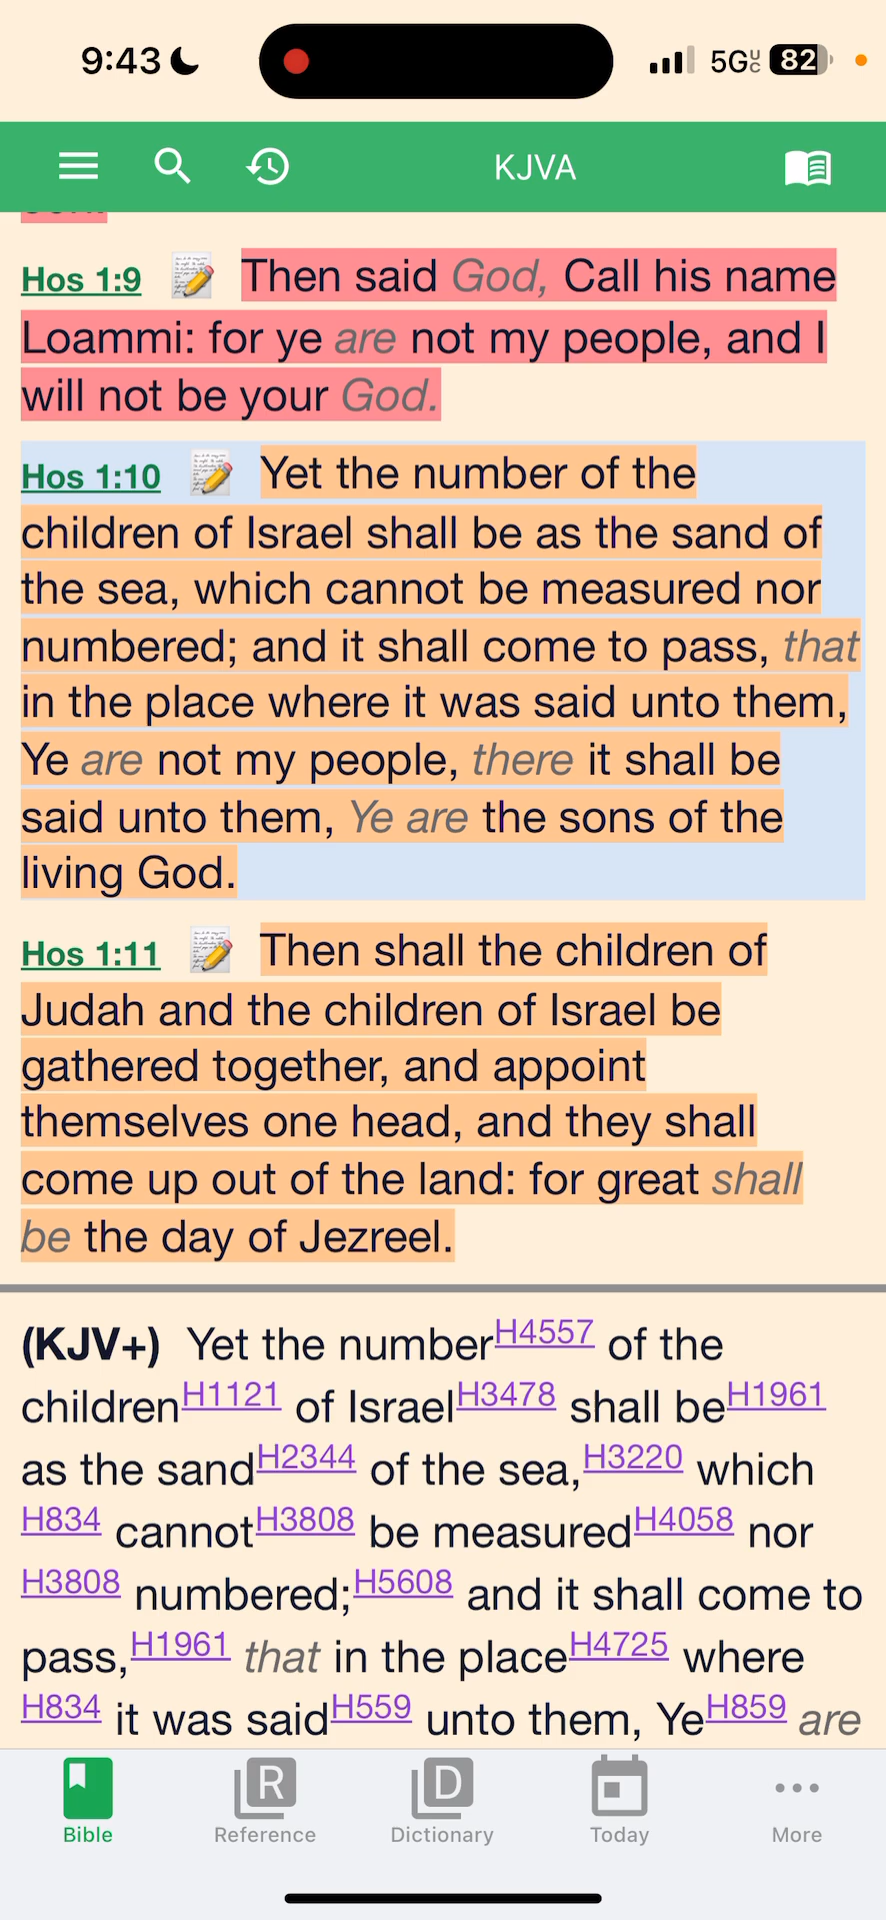 9:43
5G UC 82
KJVA
Hos 1:9 Then said God, Call his name
Loammi: for ye are not my people, and I
will not be your God.
Hos 1:10 Yet the number of the
children of Israel shall be as the sand of
the sea, which cannot be measured nor
numbered; and it shall come to pass, that
in the place where it was said unto them,
Ye are not my people, there it shall be
said unto them, Ye are the sons of the
living God.
Hos 1:11 Then shall the children of
Judah and the children of Israel be
gathered together, and appoint
themselves one head, and they shall
come up out of the land: for great shall
be the day of Jezreel.
(KJV+) Yet the numberH4557 of the
childrenH1121 of IsraelH3478 shall beH1961
as the sandH2344 of the sea,H3220 which
H834 cannotH3808 be measuredH4058 nor
H3808 numbered;H5608 and it shall come to
pass,H1961 that in the placeH4725 where
H834 it was saidH559 unto them, YeH859 are
R D
Bible Reference Dictionary Today More